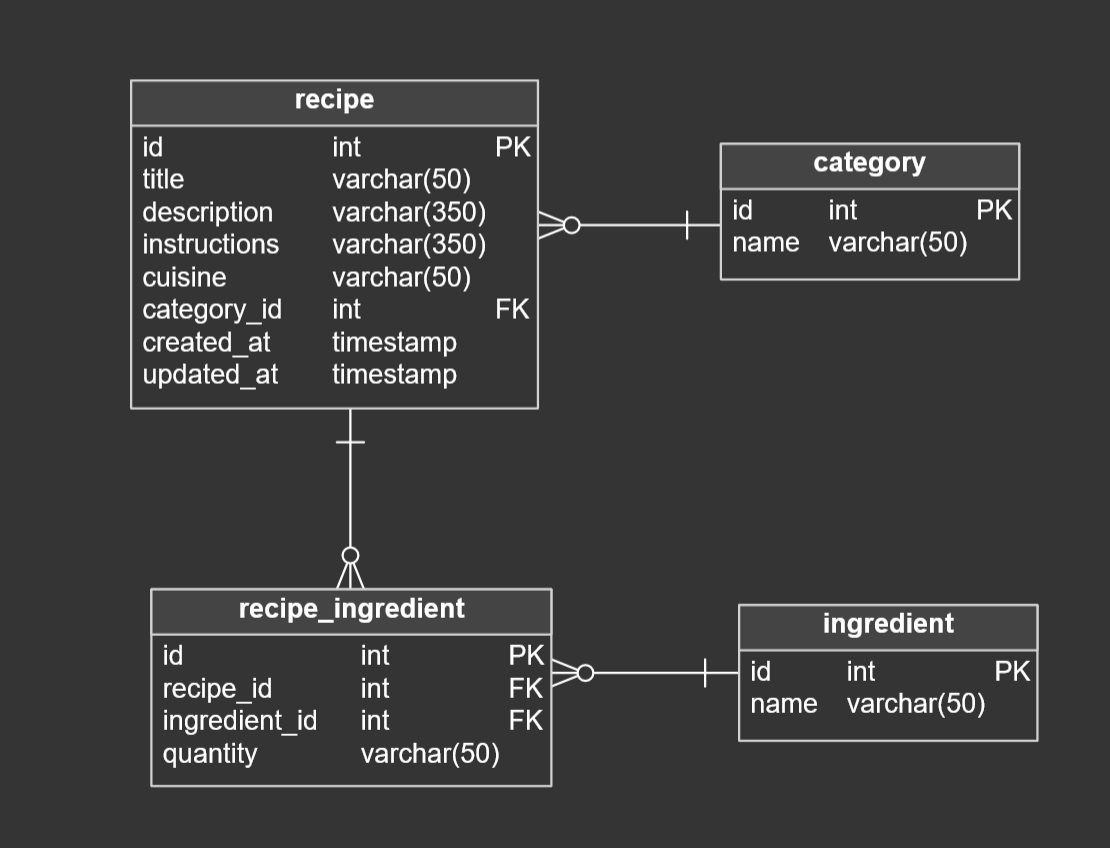 recipe
id int PK
title varchar(50)
description varchar(350)
instructions varchar(350)
cuisine varchar(50)
category_id int FK
created_at timestamp
updated_at timestamp
category
id int PK
name varchar(50)
recipe_ingredient
id int PK
recipe_id int FK
ingredient_id int FK
quantity varchar(50)
ingredient
id int PK
name varchar(50)